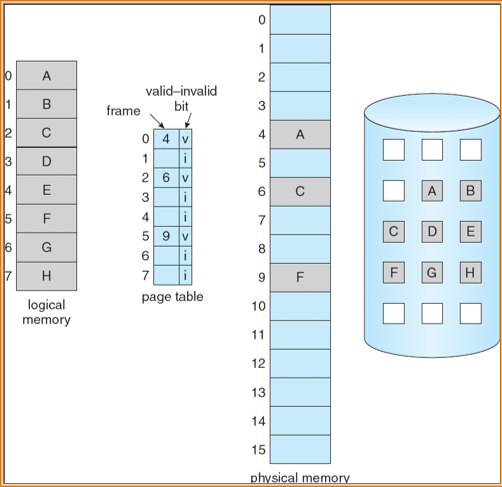 0 A
1 B
2 C
3 D
4 E
5 F
6 G
7 H
logical
memory
valid–invalid
bit
frame
0 4 v
1 i
2 6 v
3 i
4 i
5 9 v
6 i
7 i
page table
0
1
2
3
4 A
5
6 C
7
8
9 F
10
11
12
13
14
15
physical memory
A B
C D E
F G H